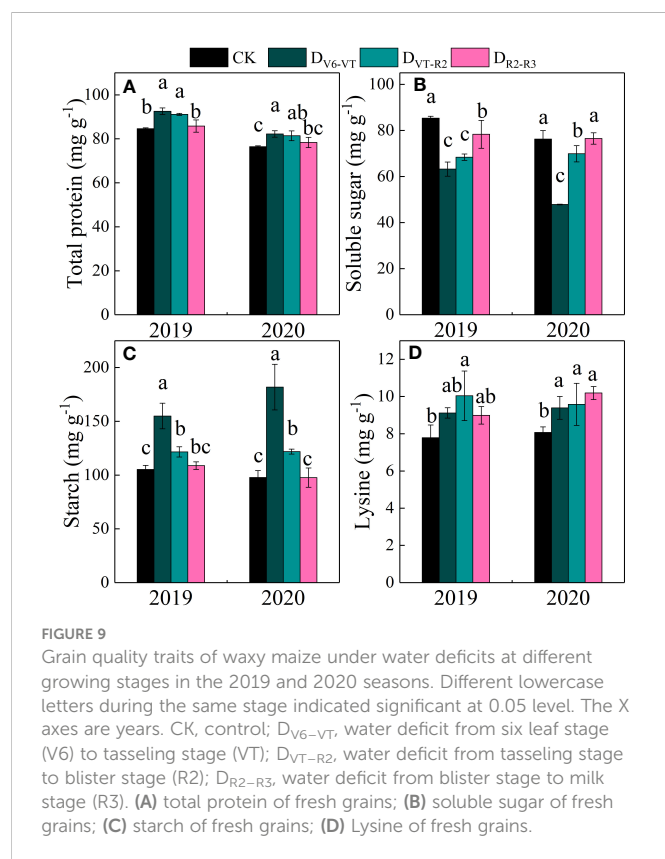 CK D_V6-VT D_VT-R2 D_R2-R3
A
Total protein (mg g⁻¹)
100
80
60
40
20
0
b a a b
c a ab bc
2019 2020
B
Soluble sugar (mg g⁻¹)
100
80
60
40
20
0
a c c b
a c b a
2019 2020
C
Starch (mg g⁻¹)
200
150
100
50
0
c a b bc
c a b c
2019 2020
D
Lysine (mg g⁻¹)
12
10
8
6
4
2
0
b ab a ab
b a a a
2019 2020
FIGURE 9
Grain quality traits of waxy maize under water deficits at different
growing stages in the 2019 and 2020 seasons. Different lowercase
letters during the same stage indicated significant at 0.05 level. The X
axes are years. CK, control; D_V6–VT, water deficit from six leaf stage
(V6) to tasseling stage (VT); D_VT–R2, water deficit from tasseling stage
to blister stage (R2); D_R2–R3, water deficit from blister stage to milk
stage (R3). (A) total protein of fresh grains; (B) soluble sugar of fresh
grains; (C) starch of fresh grains; (D) Lysine of fresh grains.